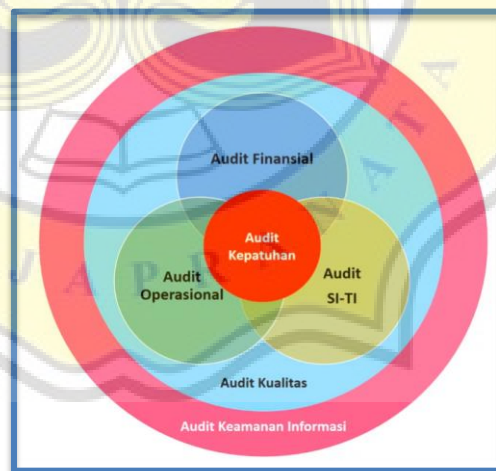 Audit Finansial
Audit
Kepatuhan
Audit
Operasional
Audit
SI-TI
Audit Kualitas
Audit Keamanan Informasi